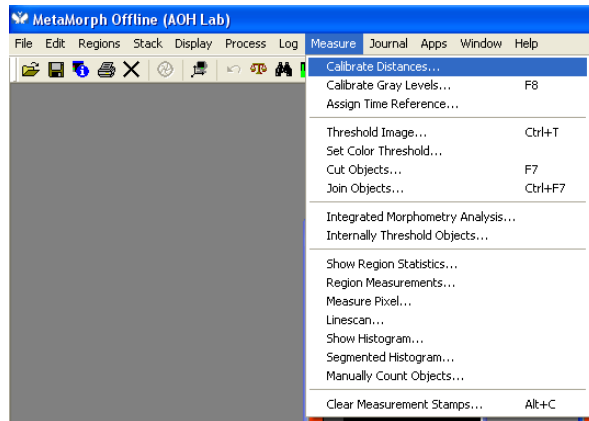 MetaMorph Offline (AOH Lab)
File Edit Regions Stack Display Process Log Measure Journal Apps Window Help
Calibrate Distances...
Calibrate Gray Levels... F8
Assign Time Reference...
Threshold Image... Ctrl+T
Set Color Threshold...
Cut Objects... F7
Join Objects... Ctrl+F7
Integrated Morphometry Analysis...
Internally Threshold Objects...
Show Region Statistics...
Region Measurements...
Measure Pixel...
Linescan...
Show Histogram...
Segmented Histogram...
Manually Count Objects...
Clear Measurement Stamps... Alt+C